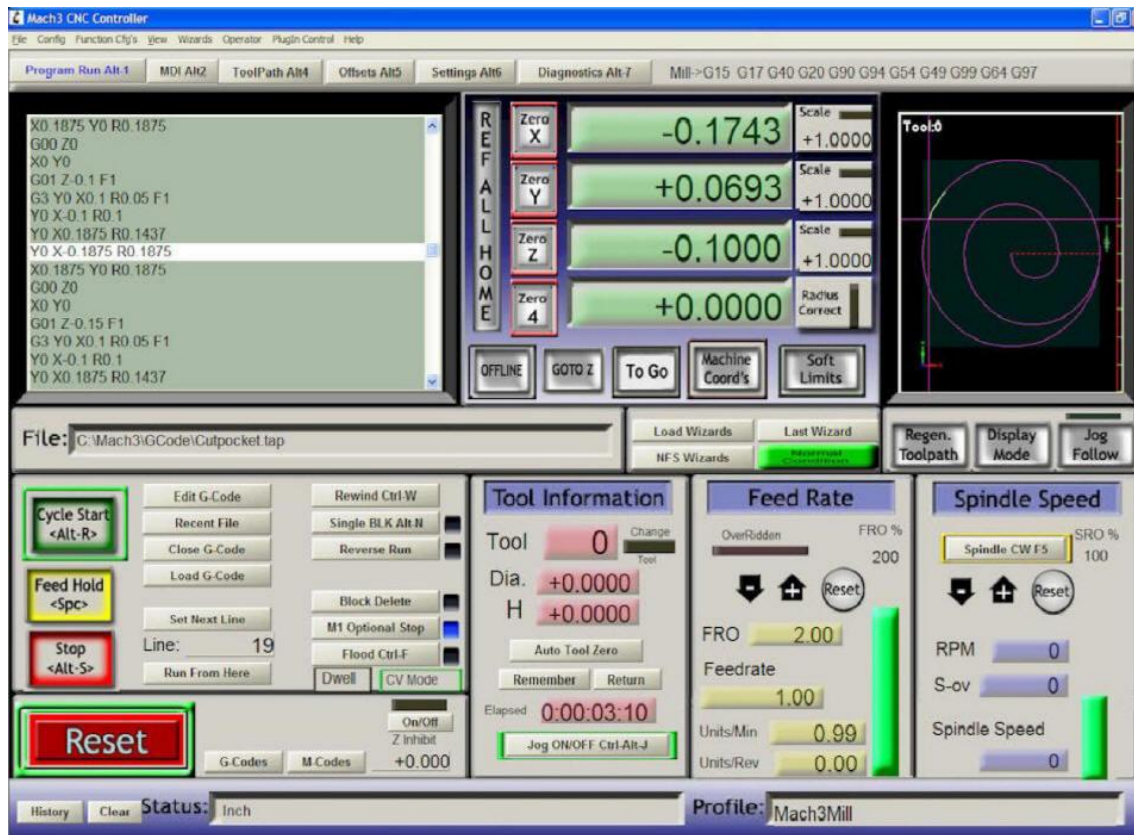 Mach3 CNC Controller
File Config Function Cfg's View Wizards Operator PlugIn Control Help
Program Run Alt-1 MDI Alt2 ToolPath Alt4 Offsets Alt5 Settings Alt6 Diagnostics Alt-7 Mill->G15 G17 G40 G20 G90 G94 G54 G49 G99 G64 G97
X0.1875 Y0 R0.1875
G00 Z0
X0 Y0
G01 Z-0.1 F1
G3 Y0 X0.1 R0.05 F1
Y0 X-0.1 R0.1
Y0 X0.1875 R0.1437
Y0 X-0.1875 R0.1875
X0.1875 Y0 R0.1875
G00 Z0
X0 Y0
G01 Z-0.15 F1
G3 Y0 X0.1 R0.05 F1
Y0 X-0.1 R0.1
Y0 X0.1875 R0.1437
REF ALL HOME
Zero X -0.1743 Scale +1.0000
Zero Y +0.0693 Scale +1.0000
Zero Z -0.1000 Scale +1.0000
Zero 4 +0.0000 Radius Correct
OFFLINE GOTO Z To Go Machine Coord's Soft Limits
Tool:0
File: C:\Mach3\GCode\Cutpocket.tap
Load Wizards Last Wizard
NFS Wizards Normal Condition
Regen. Toolpath Display Mode Jog Follow
Cycle Start <Alt-R>
Feed Hold <Spc>
Stop <Alt-S>
Edit G-Code
Recent File
Close G-Code
Load G-Code
Set Next Line
Line: 19
Run From Here
Rewind Ctrl-W
Single BLK Alt-N
Reverse Run
Block Delete
M1 Optional Stop
Flood Ctrl-F
Dwell CV Mode
Reset
G-Codes M-Codes
On/Off
Z Inhibit
+0.000
Tool Information
Tool 0 Change Tool
Dia. +0.0000
H +0.0000
Auto Tool Zero
Remember Return
Elapsed 0:00:03:10
Jog ON/OFF Ctrl-Alt-J
Feed Rate
OverRidden FRO %
200
Reset
FRO 2.00
Feedrate
1.00
Units/Min 0.99
Units/Rev 0.00
Spindle Speed
Spindle CW F5 SRO %
100
Reset
RPM 0
S-ov 0
Spindle Speed
0
History Clear Status: Inch Profile: Mach3Mill